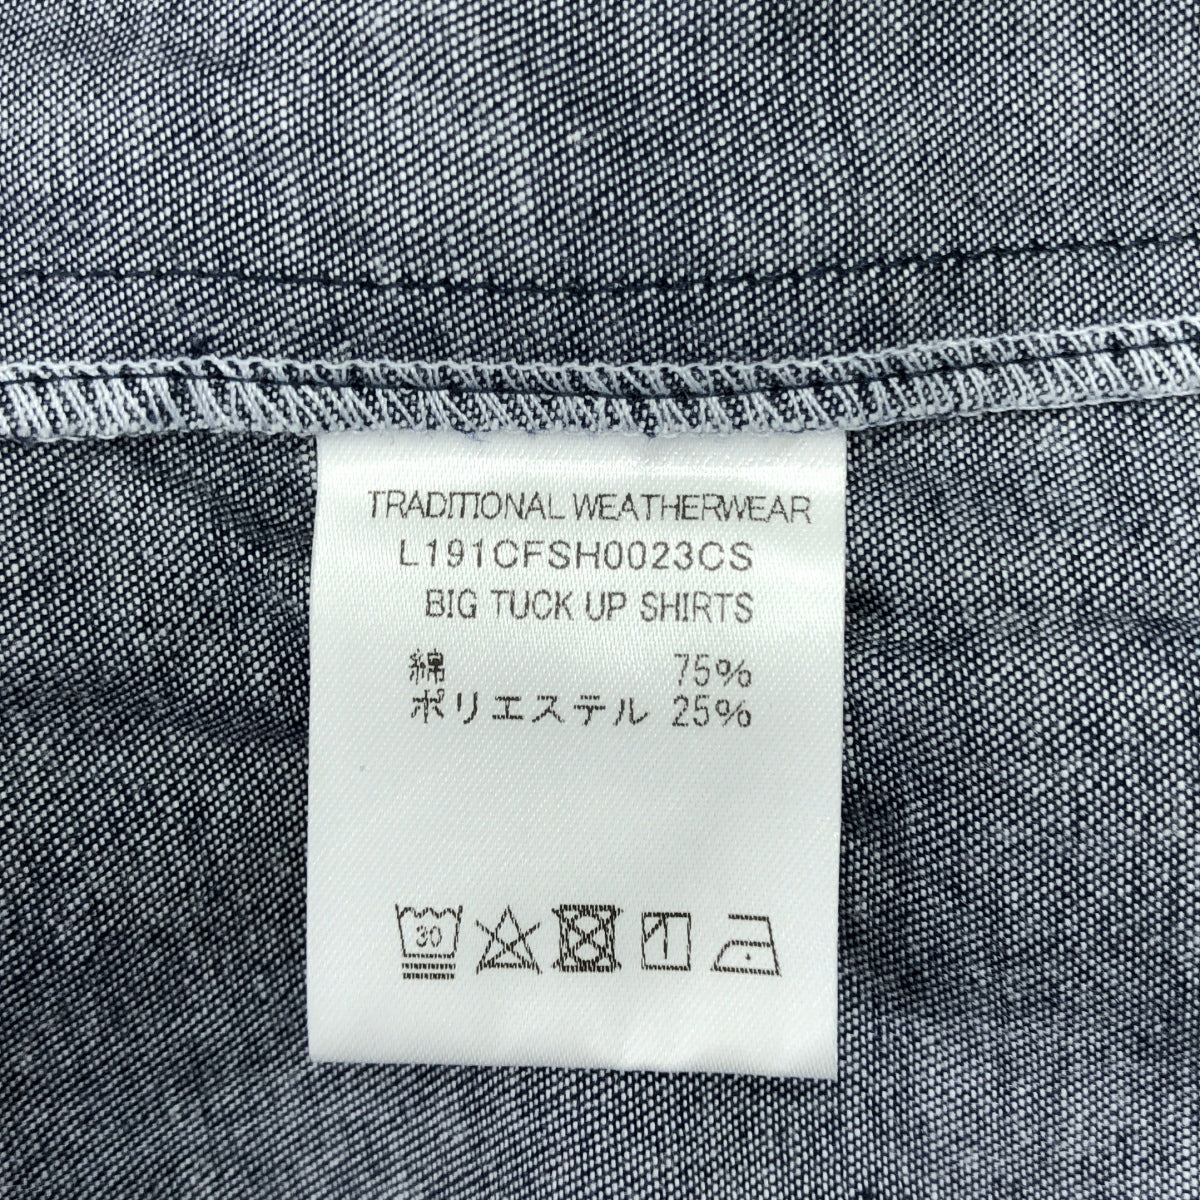 TRADITIONAL WEATHERWEAR
L191CFSH0023CS
BIG TUCK UP SHIRTS
綿 75%
ポリエステル 25%
30